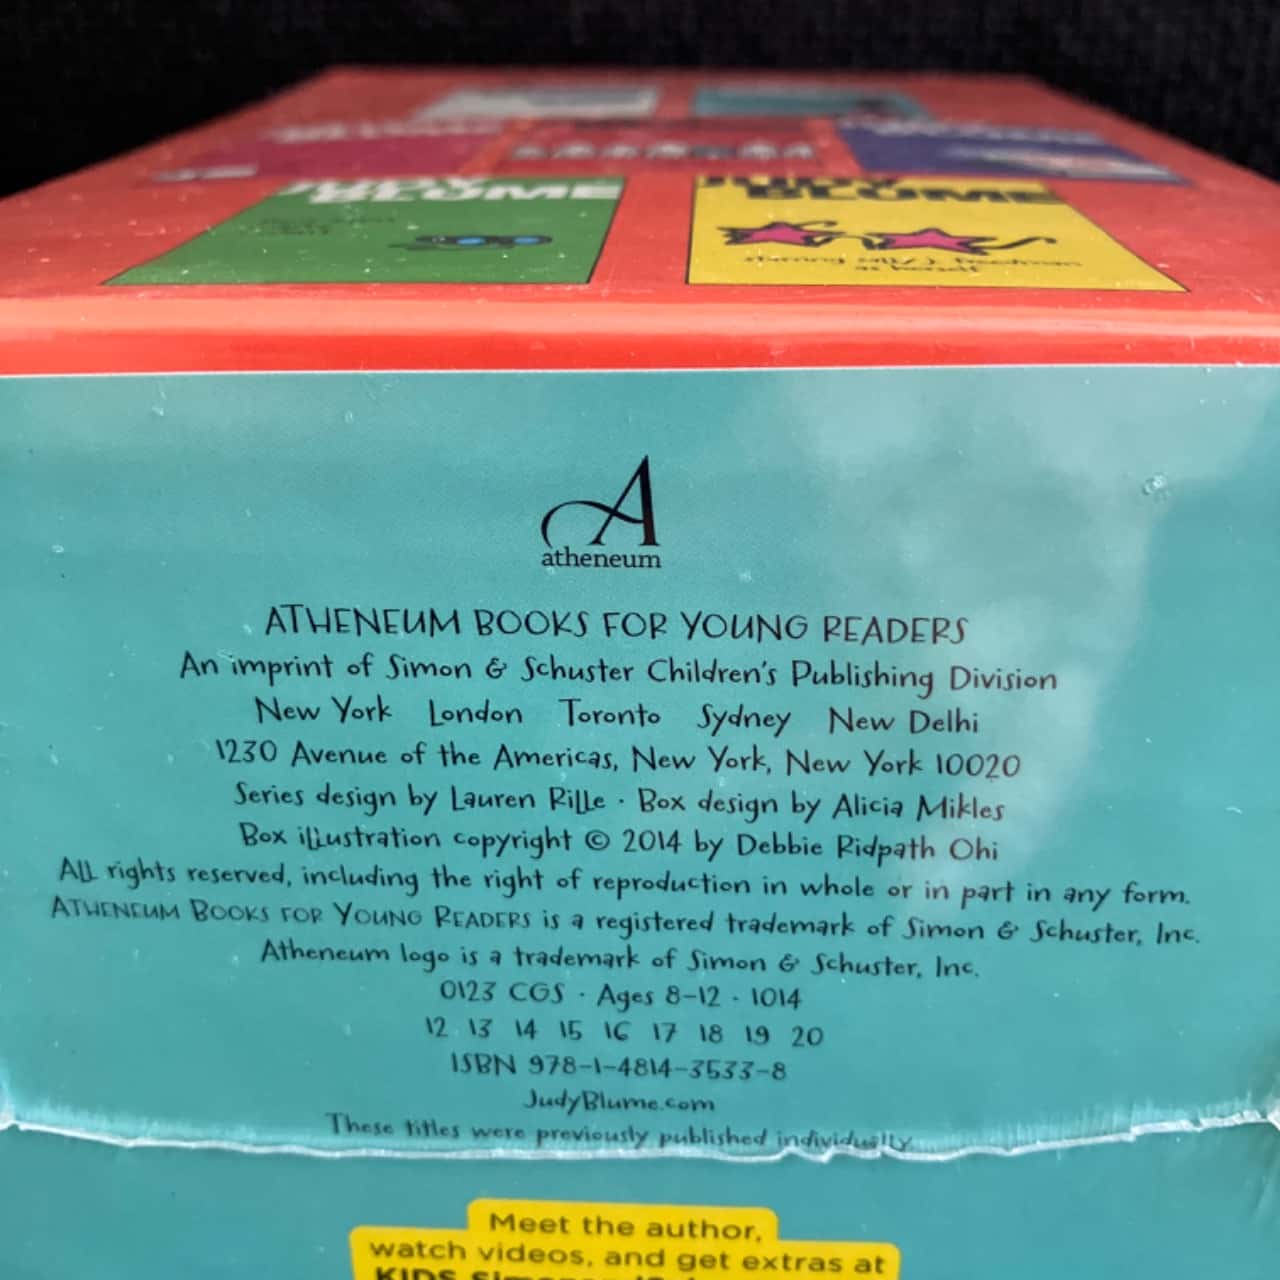 JUDY
BLUME
JUDY
BLUME
starring sally j. freedman
as herself
A
atheneum
ATHENEUM BOOKS FOR YOUNG READERS
An imprint of Simon & Schuster Children's Publishing Division
New York London Toronto Sydney New Delhi
1230 Avenue of the Americas, New York, New York 10020
Series design by Lauren Rille · Box design by Alicia Mikles
Box illustration copyright © 2014 by Debbie Ridpath Ohi
All rights reserved, including the right of reproduction in whole or in part in any form.
ATHENEUM BOOKS FOR YOUNG READERS is a registered trademark of Simon & Schuster, Inc.
Atheneum logo is a trademark of Simon & Schuster, Inc.
0123 CGS · Ages 8-12 · 1014
12 13 14 15 16 17 18 19 20
ISBN 978-1-4814-3533-8
JudyBlume.com
These titles were previously published individually.
Meet the author,
watch videos, and get extras at